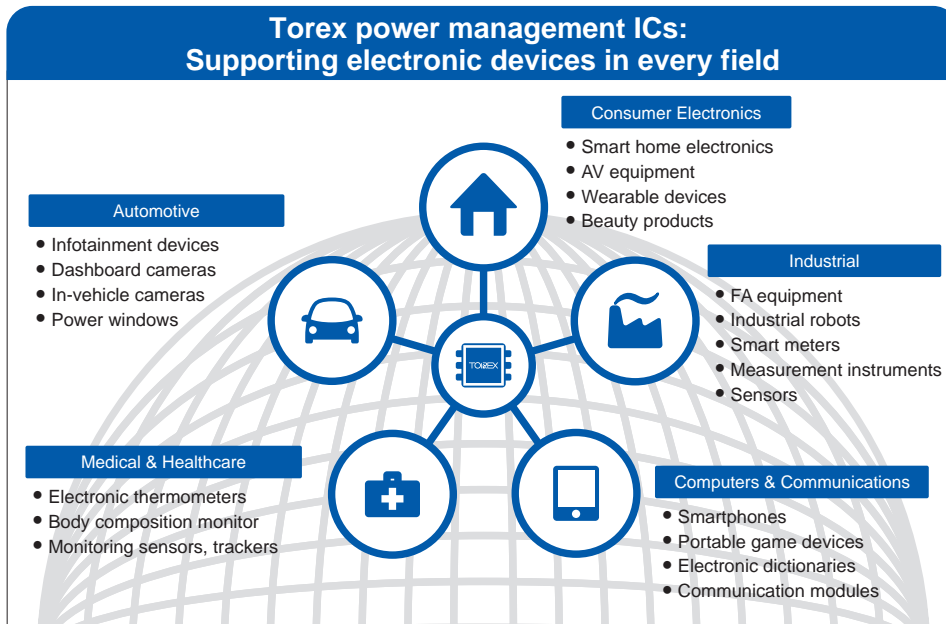 Torex power management ICs:
Supporting electronic devices in every field
Consumer Electronics
• Smart home electronics
• AV equipment
• Wearable devices
• Beauty products
Automotive
• Infotainment devices
• Dashboard cameras
• In-vehicle cameras
• Power windows
Industrial
• FA equipment
• Industrial robots
• Smart meters
• Measurement instruments
• Sensors
TOREX
Medical & Healthcare
• Electronic thermometers
• Body composition monitor
• Monitoring sensors, trackers
Computers & Communications
• Smartphones
• Portable game devices
• Electronic dictionaries
• Communication modules